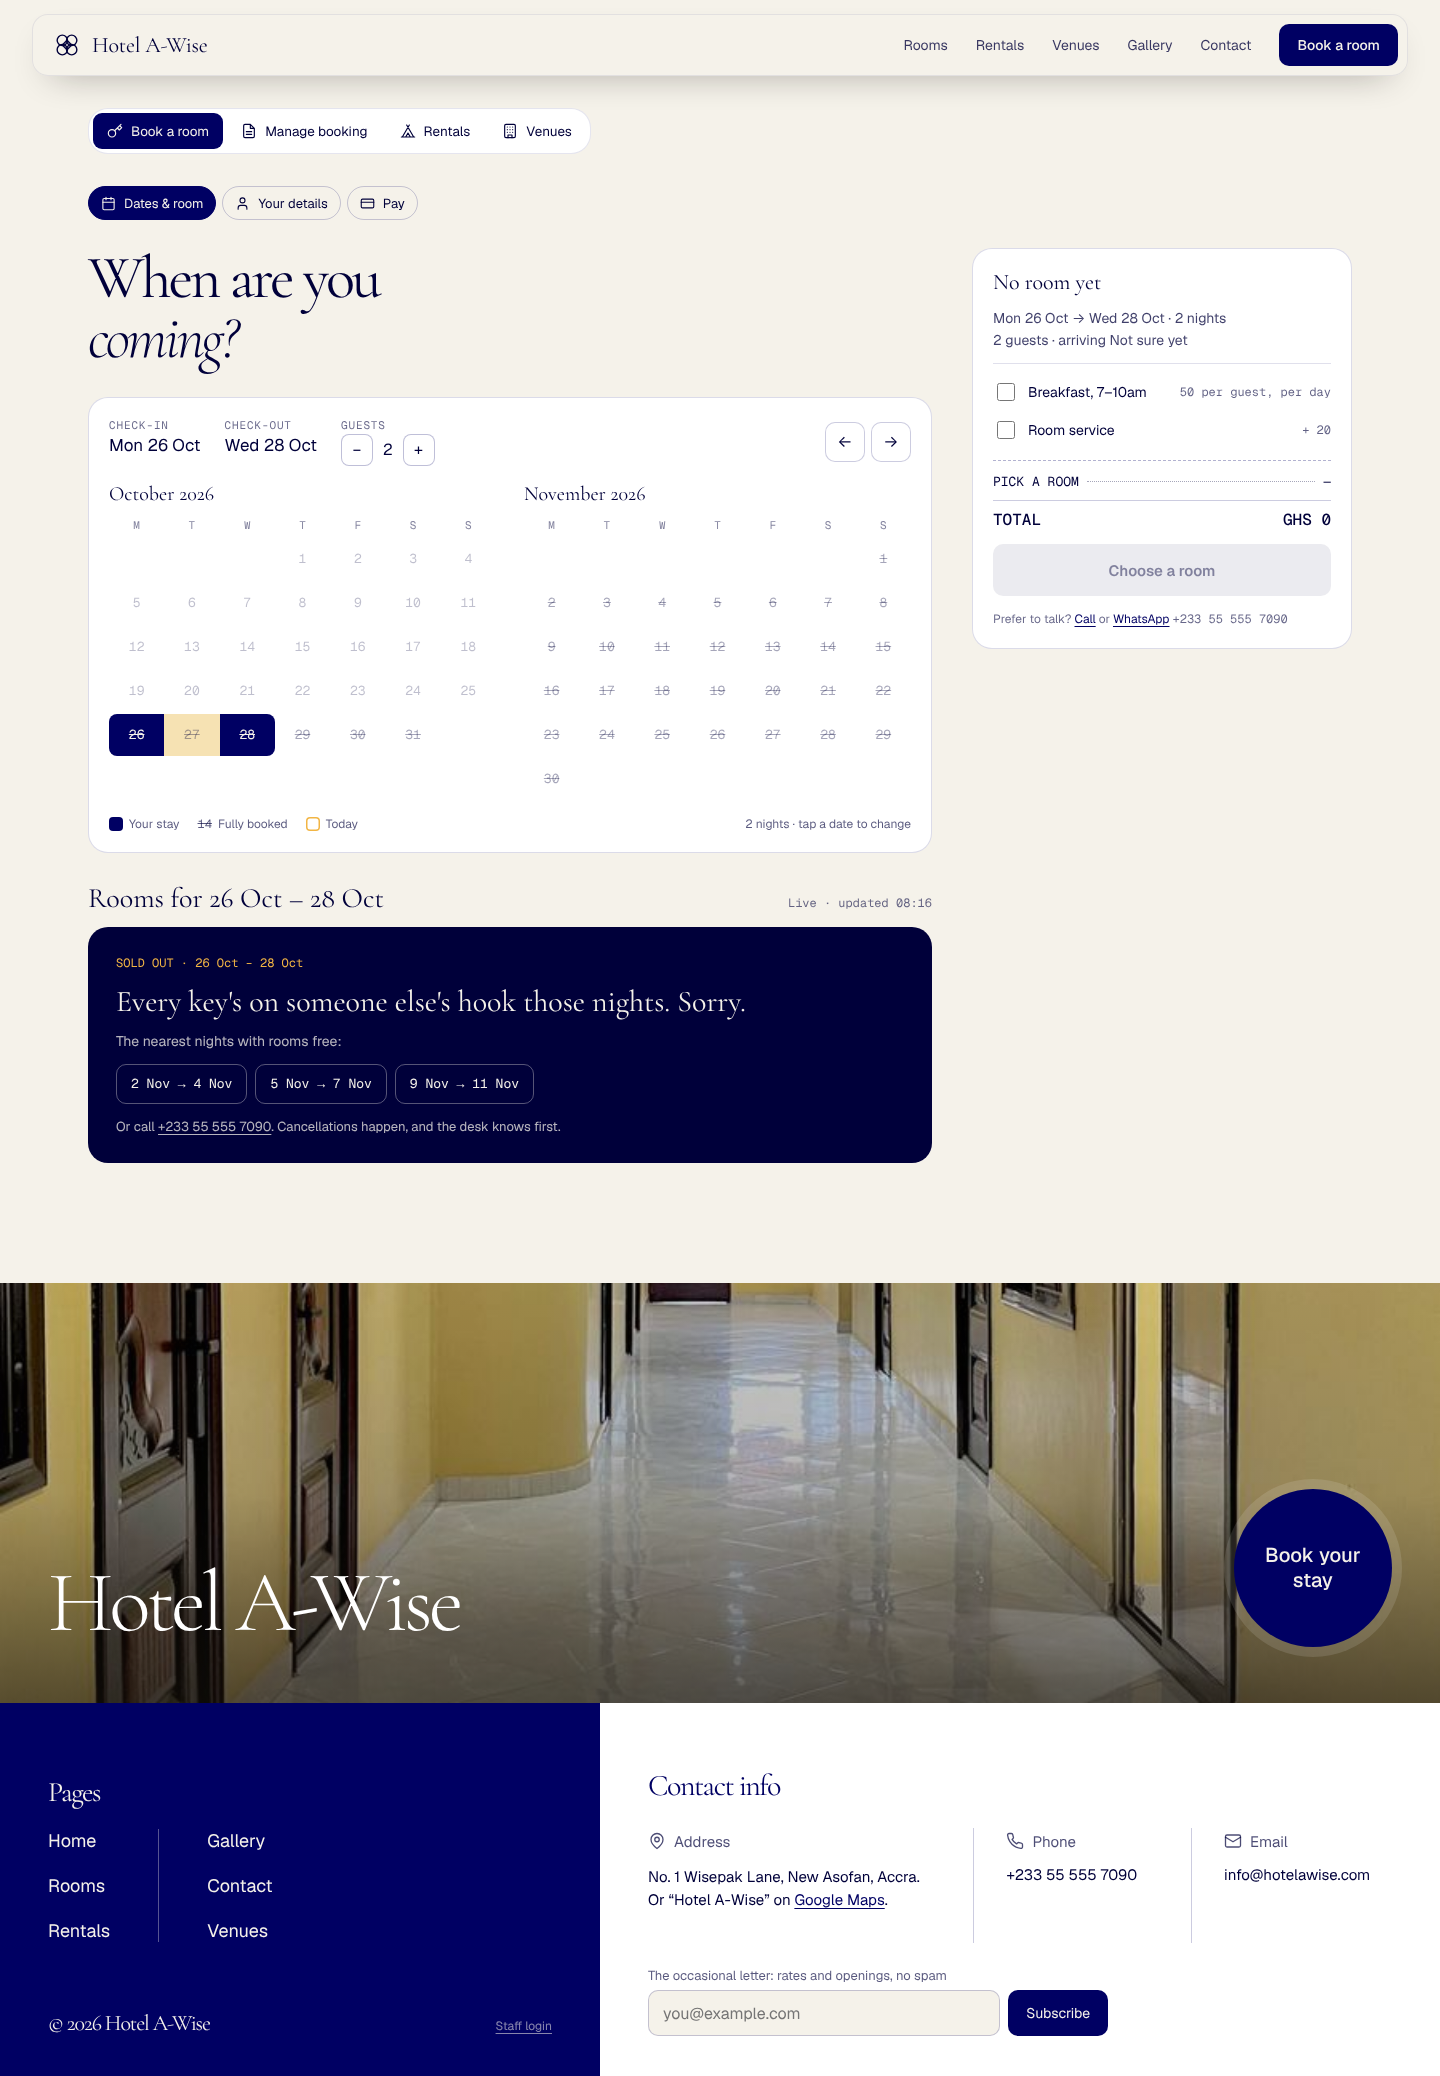 Hotel A-Wise
Rooms Rentals Venues Gallery Contact Book a room
Book a room Manage booking Rentals Venues
Dates & room Your details Pay
When are you
coming?
CHECK-IN CHECK-OUT GUESTS
Mon 26 Oct Wed 28 Oct − 2 + ← →
October 2026
M T W T F S S
1 2 3 4
5 6 7 8 9 10 11
12 13 14 15 16 17 18
19 20 21 22 23 24 25
26 27 28 29 30 31
November 2026
M T W T F S S
1
2 3 4 5 6 7 8
9 10 11 12 13 14 15
16 17 18 19 20 21 22
23 24 25 26 27 28 29
30
Your stay 14 Fully booked Today 2 nights · tap a date to change
No room yet
Mon 26 Oct → Wed 28 Oct · 2 nights
2 guests · arriving Not sure yet
Breakfast, 7–10am 50 per guest, per day
Room service + 20
PICK A ROOM —
TOTAL GHS 0
Choose a room
Prefer to talk? Call or WhatsApp +233 55 555 7090
Rooms for 26 Oct – 28 Oct
Live · updated 08:16
SOLD OUT · 26 Oct – 28 Oct
Every key's on someone else's hook those nights. Sorry.
The nearest nights with rooms free:
2 Nov → 4 Nov 5 Nov → 7 Nov 9 Nov → 11 Nov
Or call +233 55 555 7090. Cancellations happen, and the desk knows first.
Hotel A-Wise
Book your
stay
Pages
Home Gallery
Rooms Contact
Rentals Venues
© 2026 Hotel A-Wise
Staff login
Contact info
Address
No. 1 Wisepak Lane, New Asofan, Accra.
Or “Hotel A-Wise” on Google Maps.
Phone
+233 55 555 7090
Email
info@hotelawise.com
The occasional letter: rates and openings, no spam
you@example.com Subscribe